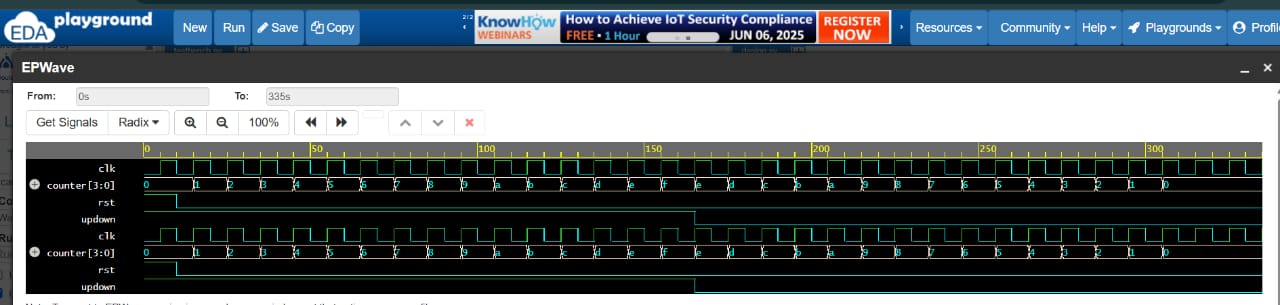 EDA playground
New Run Save Copy
2/2 KnowHow WEBINARS How to Achieve IoT Security Compliance FREE • 1 Hour JUN 06, 2025 REGISTER NOW
Resources Community Help Playgrounds Profile
EPWave
From: 0s To: 335s
Get Signals Radix 100%
0 50 100 150 200 250 300
clk
counter[3:0] 0 1 2 3 4 5 6 7 8 9 a b c d e f e d c b a 9 8 7 6 5 4 3 2 1 0
rst
updown
clk
counter[3:0] 0 1 2 3 4 5 6 7 8 9 a b c d e f e d c b a 9 8 7 6 5 4 3 2 1 0
rst
updown